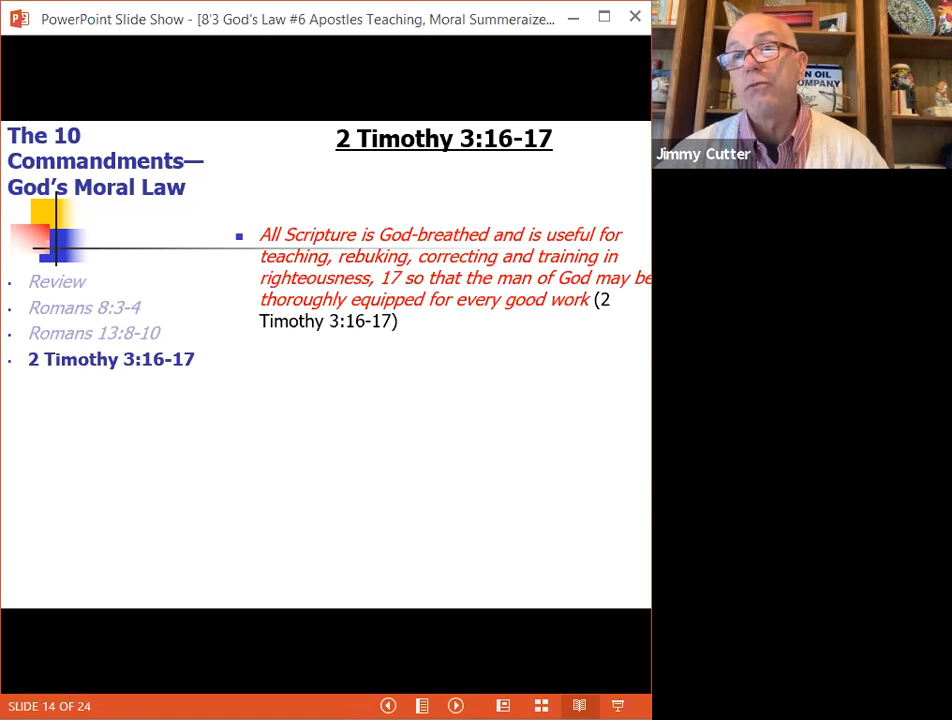 PowerPoint Slide Show - [8'3 God's Law #6 Apostles Teaching, Moral Summeraize...
The 10
Commandments—
God's Moral Law
Review
Romans 8:3-4
Romans 13:8-10
2 Timothy 3:16-17
2 Timothy 3:16-17
All Scripture is God-breathed and is useful for
teaching, rebuking, correcting and training in
righteousness, 17 so that the man of God may be
thoroughly equipped for every good work (2
Timothy 3:16-17)
SLIDE 14 OF 24
N OIL
OMPANY
Jimmy Cutter